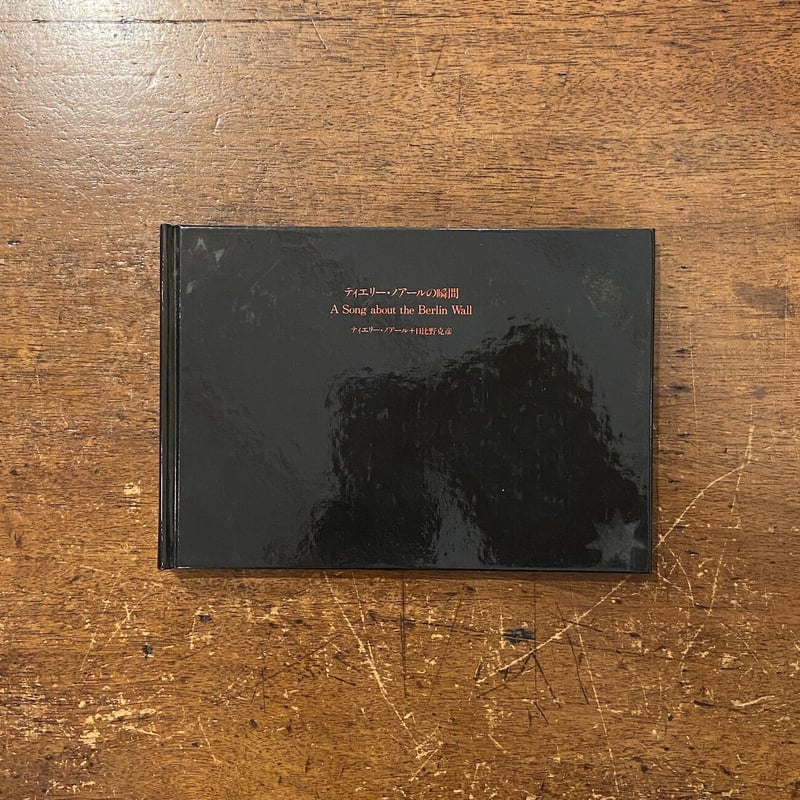 ティエリー・ノアールの瞬間
A Song about the Berlin Wall
ティエリー・ノアール+日比野克彦